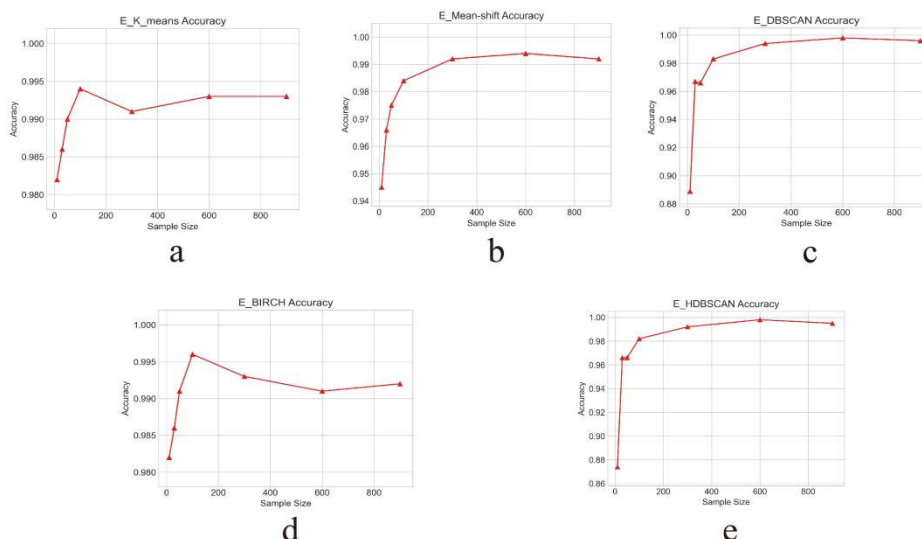 E_K_means Accuracy
1.000
0.995
0.990
0.985
0.980
Accuracy
0 200 400 600 800
Sample Size
a
E_Mean-shift Accuracy
1.00
0.99
0.98
0.97
0.96
0.95
0.94
Accuracy
0 200 400 600 800
Sample Size
b
E_DBSCAN Accuracy
1.00
0.98
0.96
0.94
0.92
0.90
0.88
Accuracy
0 200 400 600 800
Sample Size
c
E_BIRCH Accuracy
1.000
0.995
0.990
0.985
0.980
Accuracy
0 200 400 600 800
Sample Size
d
E_HDBSCAN Accuracy
1.00
0.98
0.96
0.94
0.92
0.90
0.88
0.86
Accuracy
0 200 400 600 800
Sample Size
e